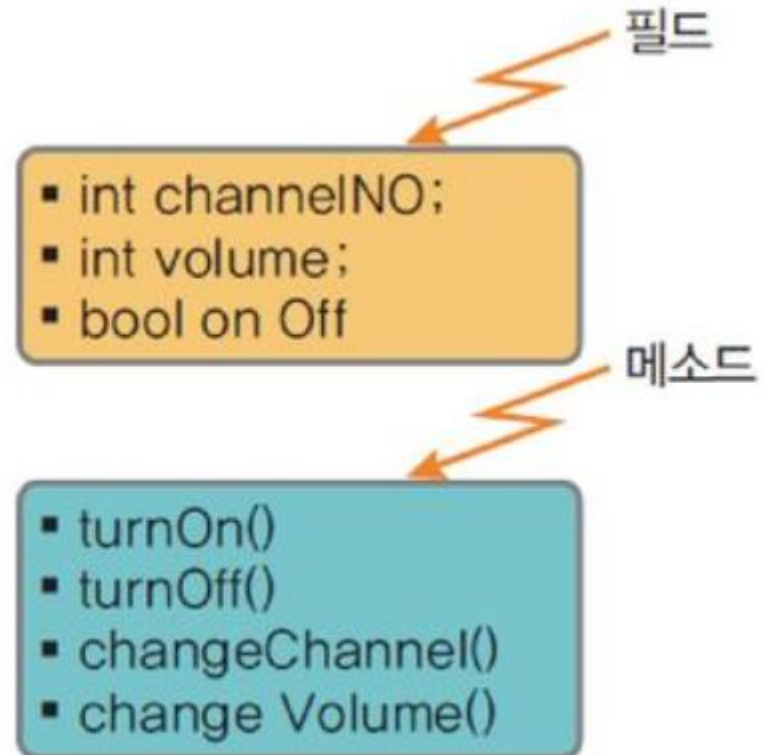 필드
▪ int channelNO;
▪ int volume;
▪ bool on Off
메소드
▪ turnOn()
▪ turnOff()
▪ changeChannel()
▪ change Volume()